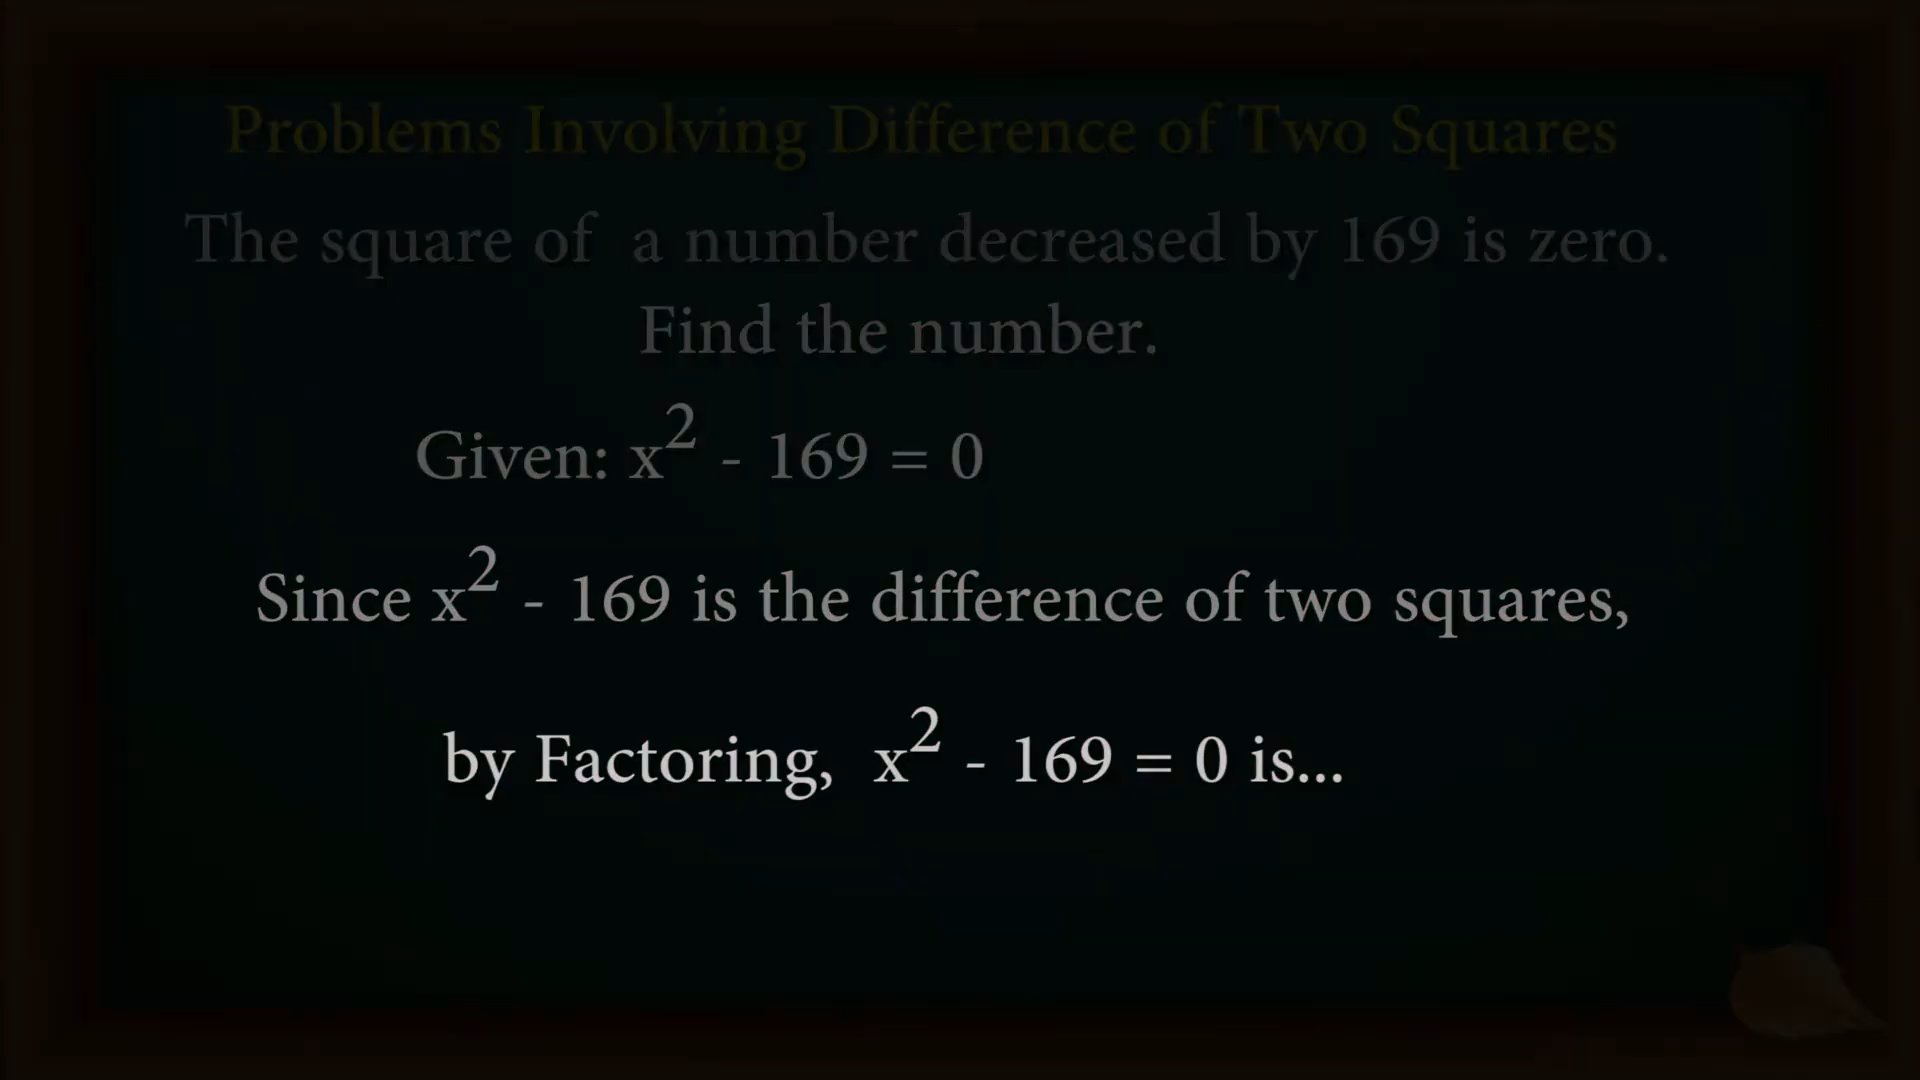 Problems Involving Difference of Two Squares
The square of a number decreased by 169 is zero.
Find the number.
Given: x² - 169 = 0
Since x² - 169 is the difference of two squares,
by Factoring, x² - 169 = 0 is...